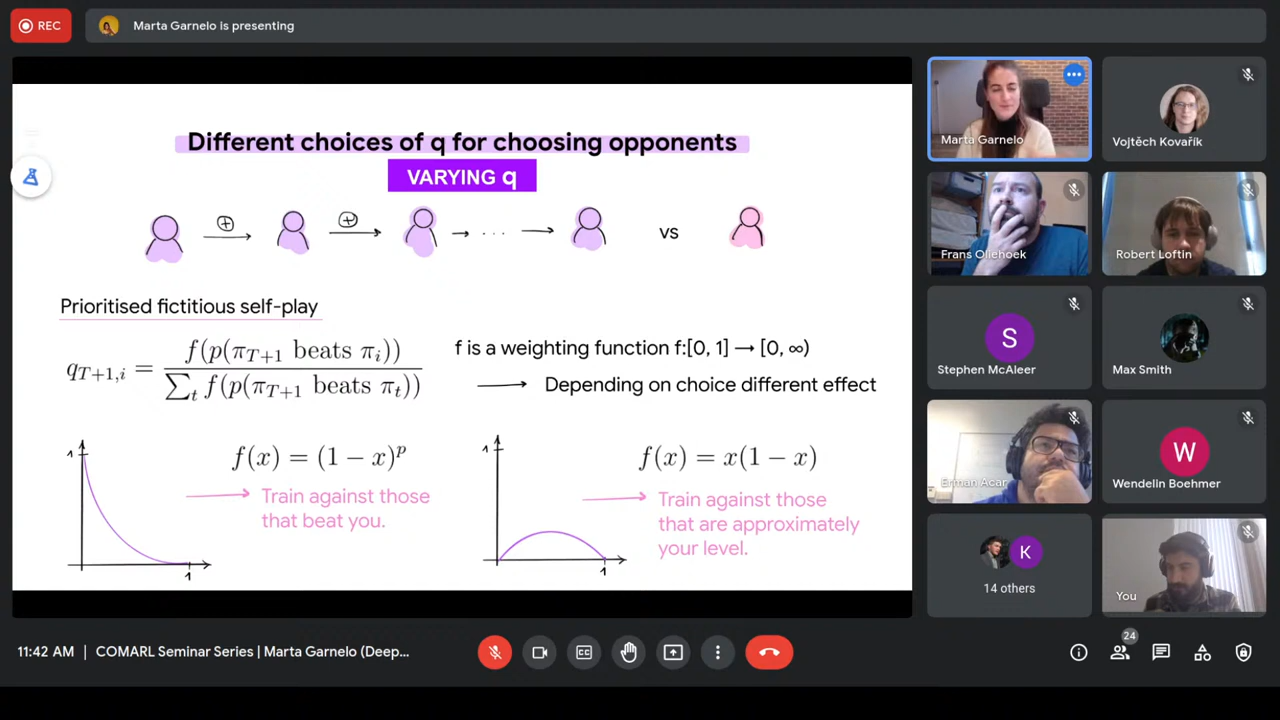 REC
Marta Garnelo is presenting
Different choices of q for choosing opponents
VARYING q
vs
Prioritised fictitious self-play
q_{T+1,i} = \frac{f(p(π_{T+1} beats π_i))}{\sum_t f(p(π_{T+1} beats π_t))}
f is a weighting function f:[0, 1] → [0, ∞)
Depending on choice different effect
1
f(x) = (1 − x)^p
Train against those
that beat you.
1
1
f(x) = x(1 − x)
Train against those
that are approximately
your level.
1
Marta Garnelo
Vojtěch Kovařík
Frans Oliehoek
Robert Loftin
S
Stephen McAleer
Max Smith
Erman Acar
W
Wendelin Boehmer
K
14 others
You
11:42 AM | COMARL Seminar Series | Marta Garnelo (Deep...
24